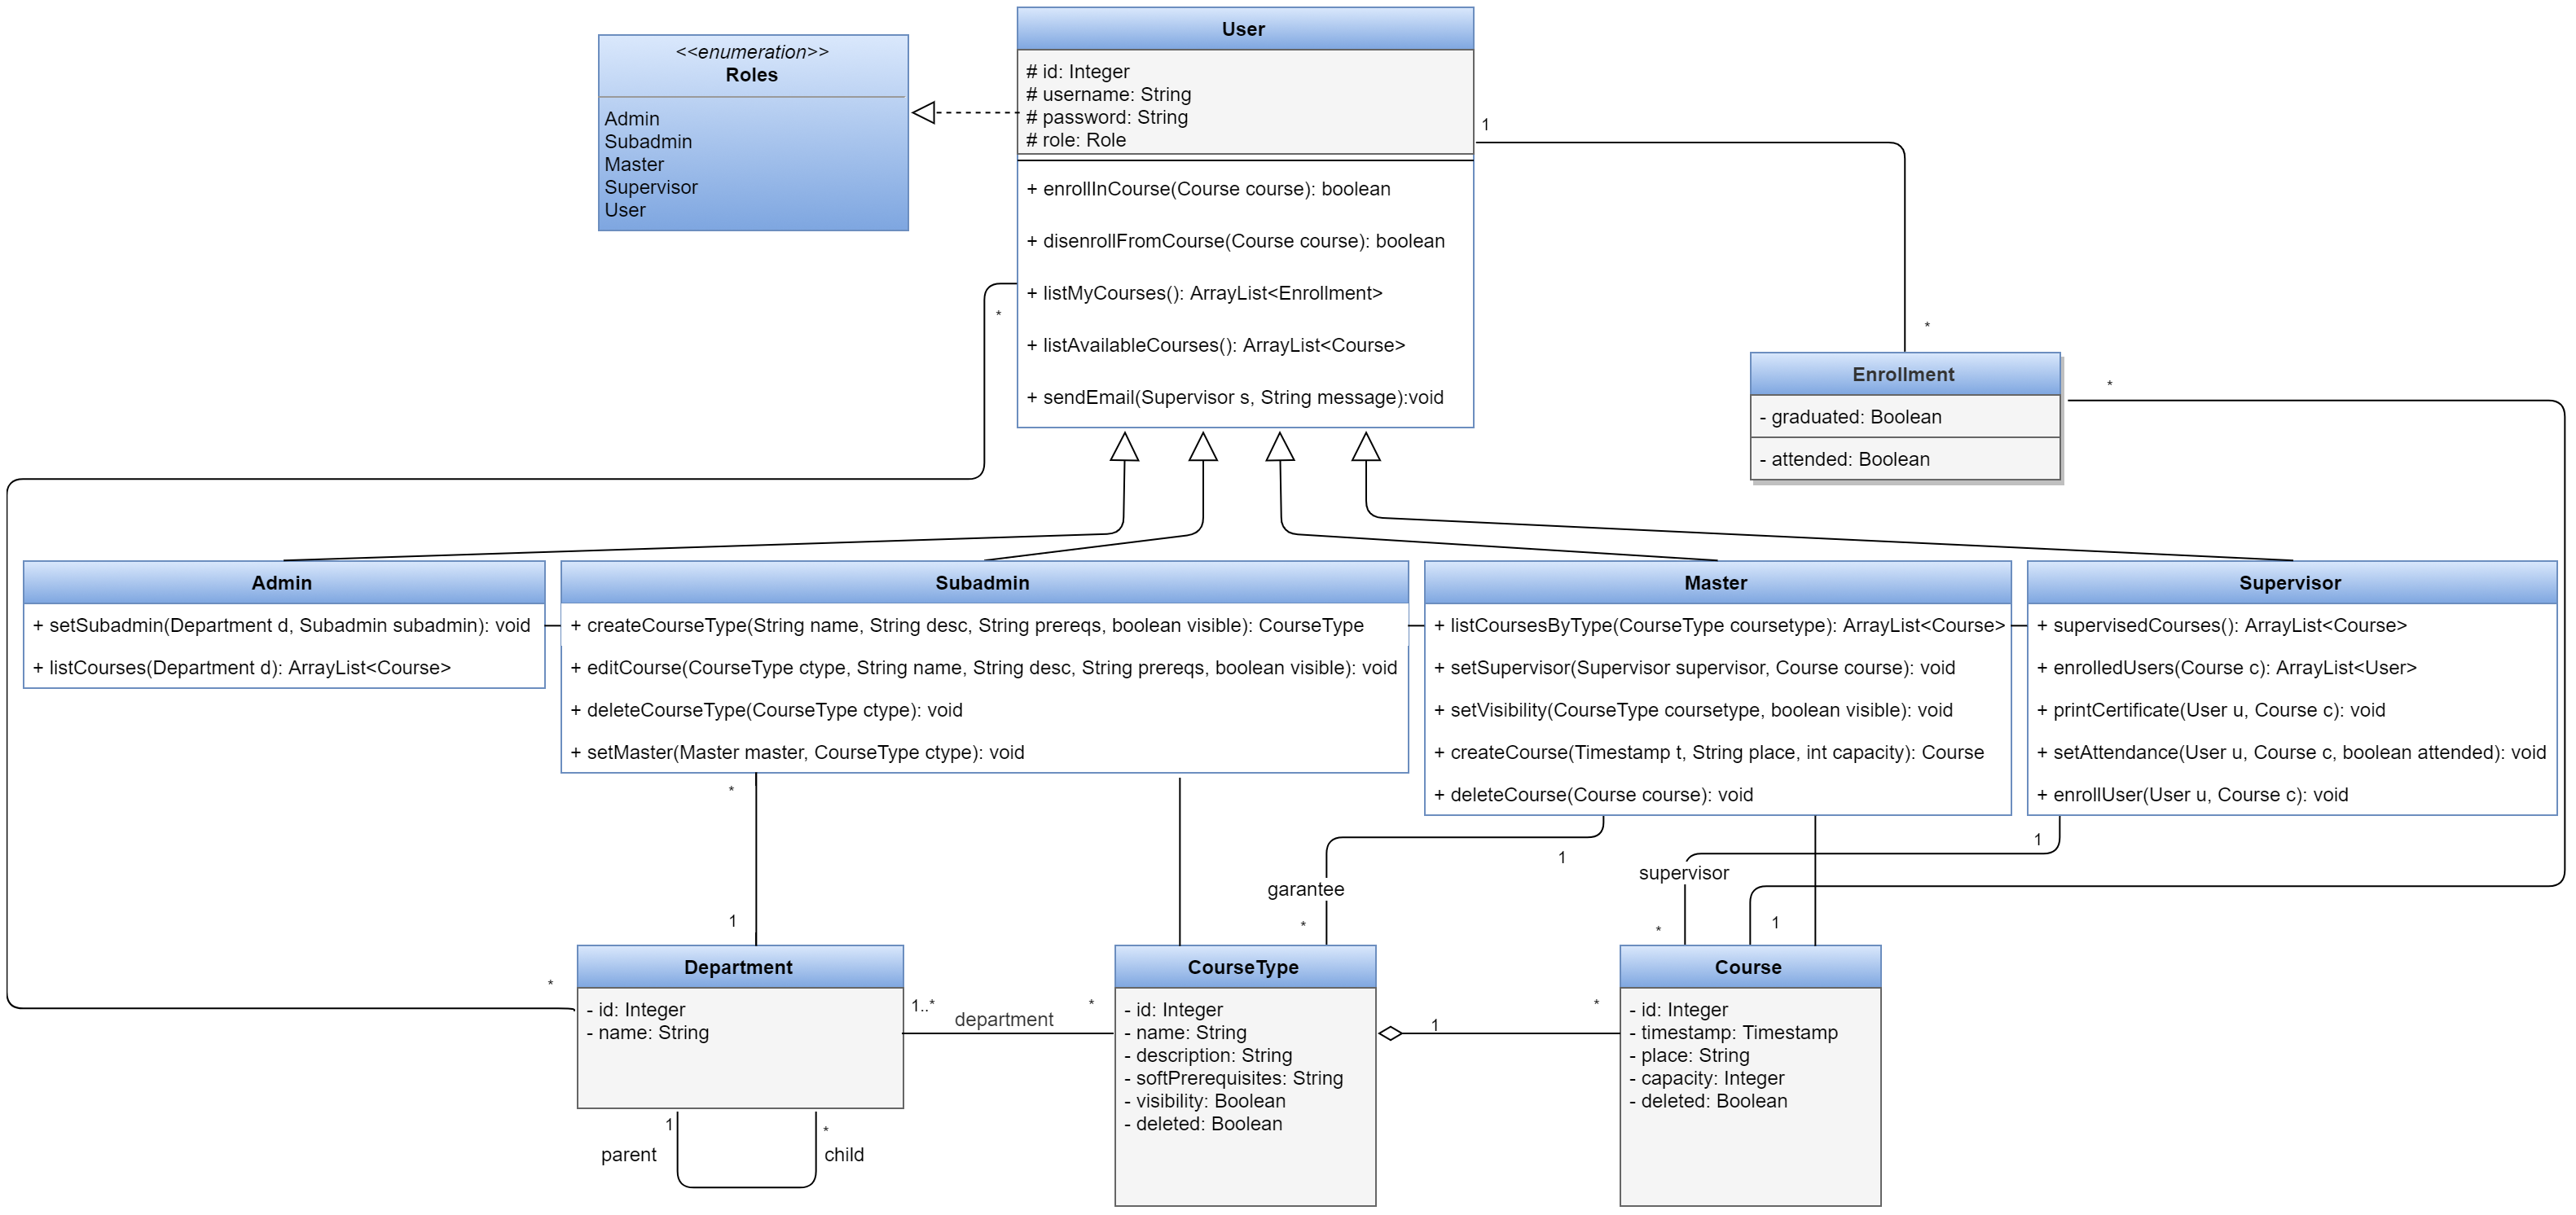 User
# id: Integer
# username: String
# password: String
# role: Role
+ enrollInCourse(Course course): boolean
+ disenrollFromCourse(Course course): boolean
+ listMyCourses(): ArrayList<Enrollment>
+ listAvailableCourses(): ArrayList<Course>
+ sendEmail(Supervisor s, String message):void
<<enumeration>>
Roles
Admin
Subadmin
Master
Supervisor
User
1
*
*
Enrollment
- graduated: Boolean
- attended: Boolean
*
Admin
+ setSubadmin(Department d, Subadmin subadmin): void
+ listCourses(Department d): ArrayList<Course>
Subadmin
+ createCourseType(String name, String desc, String prereqs, boolean visible): CourseType
+ editCourse(CourseType ctype, String name, String desc, String prereqs, boolean visible): void
+ deleteCourseType(CourseType ctype): void
+ setMaster(Master master, CourseType ctype): void
Master
+ listCoursesByType(CourseType coursetype): ArrayList<Course>
+ setSupervisor(Supervisor supervisor, Course course): void
+ setVisibility(CourseType coursetype, boolean visible): void
+ createCourse(Timestamp t, String place, int capacity): Course
+ deleteCourse(Course course): void
Supervisor
+ supervisedCourses(): ArrayList<Course>
+ enrolledUsers(Course c): ArrayList<User>
+ printCertificate(User u, Course c): void
+ setAttendance(User u, Course c, boolean attended): void
+ enrollUser(User u, Course c): void
*
1
1
garantee
*
1
supervisor
*
1
*
Department
- id: Integer
- name: String
1..*
department
*
CourseType
- id: Integer
- name: String
- description: String
- softPrerequisites: String
- visibility: Boolean
- deleted: Boolean
1
*
Course
- id: Integer
- timestamp: Timestamp
- place: String
- capacity: Integer
- deleted: Boolean
1
parent
*
child